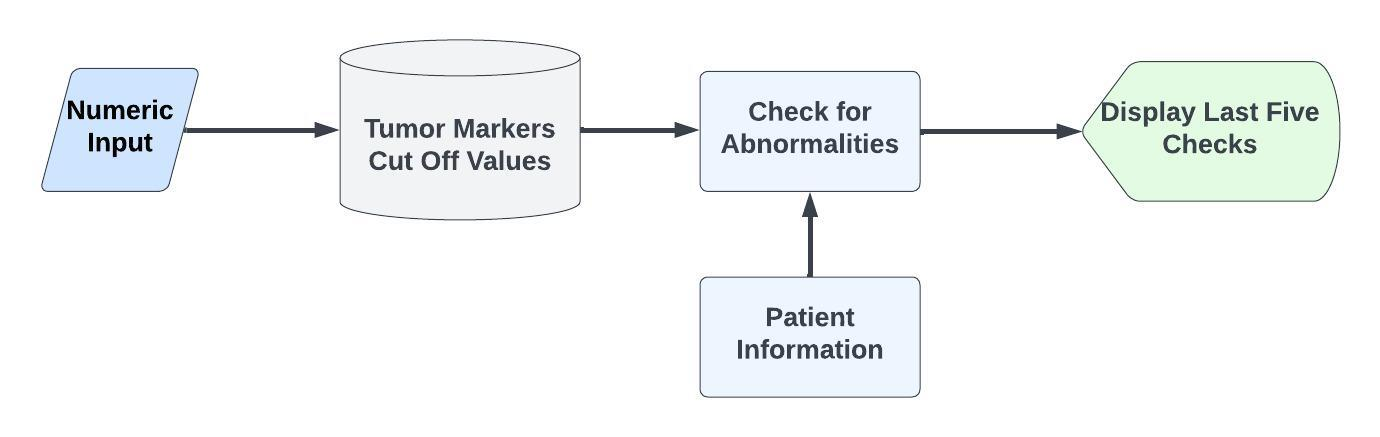 Numeric
Input
Tumor Markers
Cut Off Values
Check for
Abnormalities
Display Last Five
Checks
Patient
Information